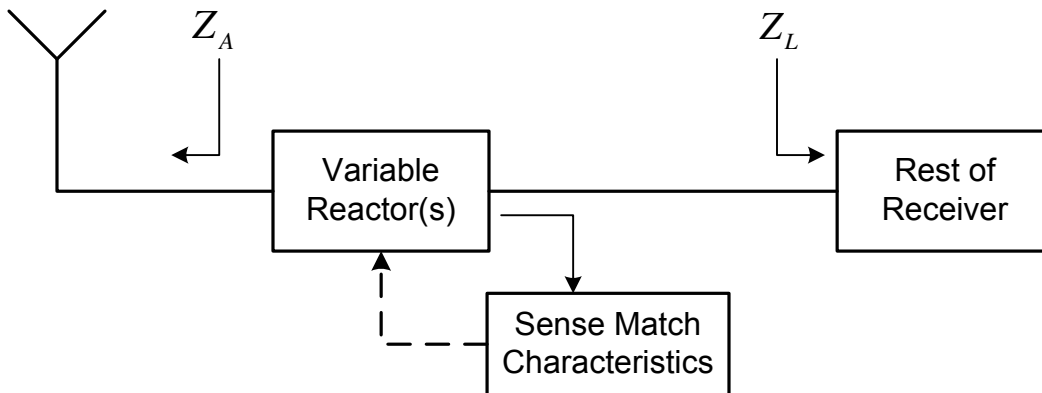 Z_A
Z_L
Variable
Reactor(s)
Rest of
Receiver
Sense Match
Characteristics